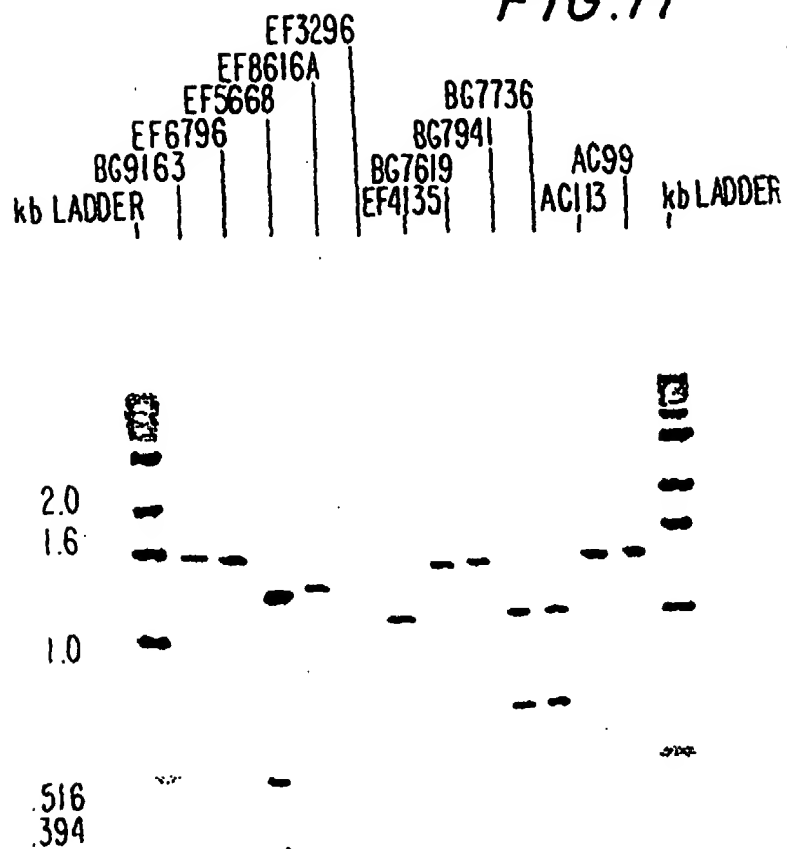 FIG. 11
EF3296
EF8616A
EF5668
BG7736
EF6796
BG7941
BG9163
BG7619
AC99
kb LADDER
EF4135
AC113
kb LADDER
2.0
1.6
1.0
.516
.394